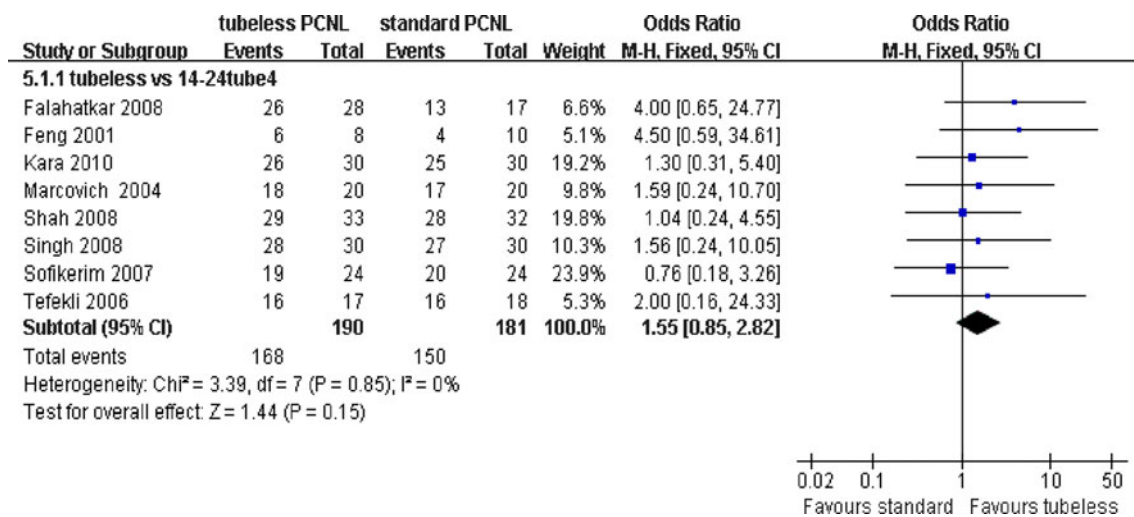 tubeless PCNL standard PCNL Odds Ratio Odds Ratio
Study or Subgroup Events Total Events Total Weight M-H, Fixed, 95% CI M-H, Fixed, 95% CI
5.1.1 tubeless vs 14-24tube4
Falahatkar 2008 26 28 13 17 6.6% 4.00 [0.65, 24.77]
Feng 2001 6 8 4 10 5.1% 4.50 [0.59, 34.61]
Kara 2010 26 30 25 30 19.2% 1.30 [0.31, 5.40]
Marcovich 2004 18 20 17 20 9.8% 1.59 [0.24, 10.70]
Shah 2008 29 33 28 32 19.8% 1.04 [0.24, 4.55]
Singh 2008 28 30 27 30 10.3% 1.56 [0.24, 10.05]
Sofikerim 2007 19 24 20 24 23.9% 0.76 [0.18, 3.26]
Tefekli 2006 16 17 16 18 5.3% 2.00 [0.16, 24.33]
Subtotal (95% CI) 190 181 100.0% 1.55 [0.85, 2.82]
Total events 168 150
Heterogeneity: Chi² = 3.39, df = 7 (P = 0.85); I² = 0%
Test for overall effect: Z = 1.44 (P = 0.15)
0.02 0.1 1 10 50
Favours standard Favours tubeless